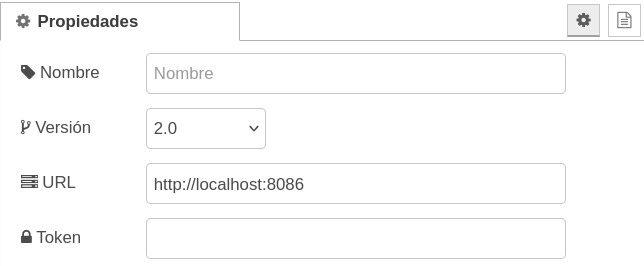 Propiedades
Nombre Nombre
Versión 2.0
URL http://localhost:8086
Token